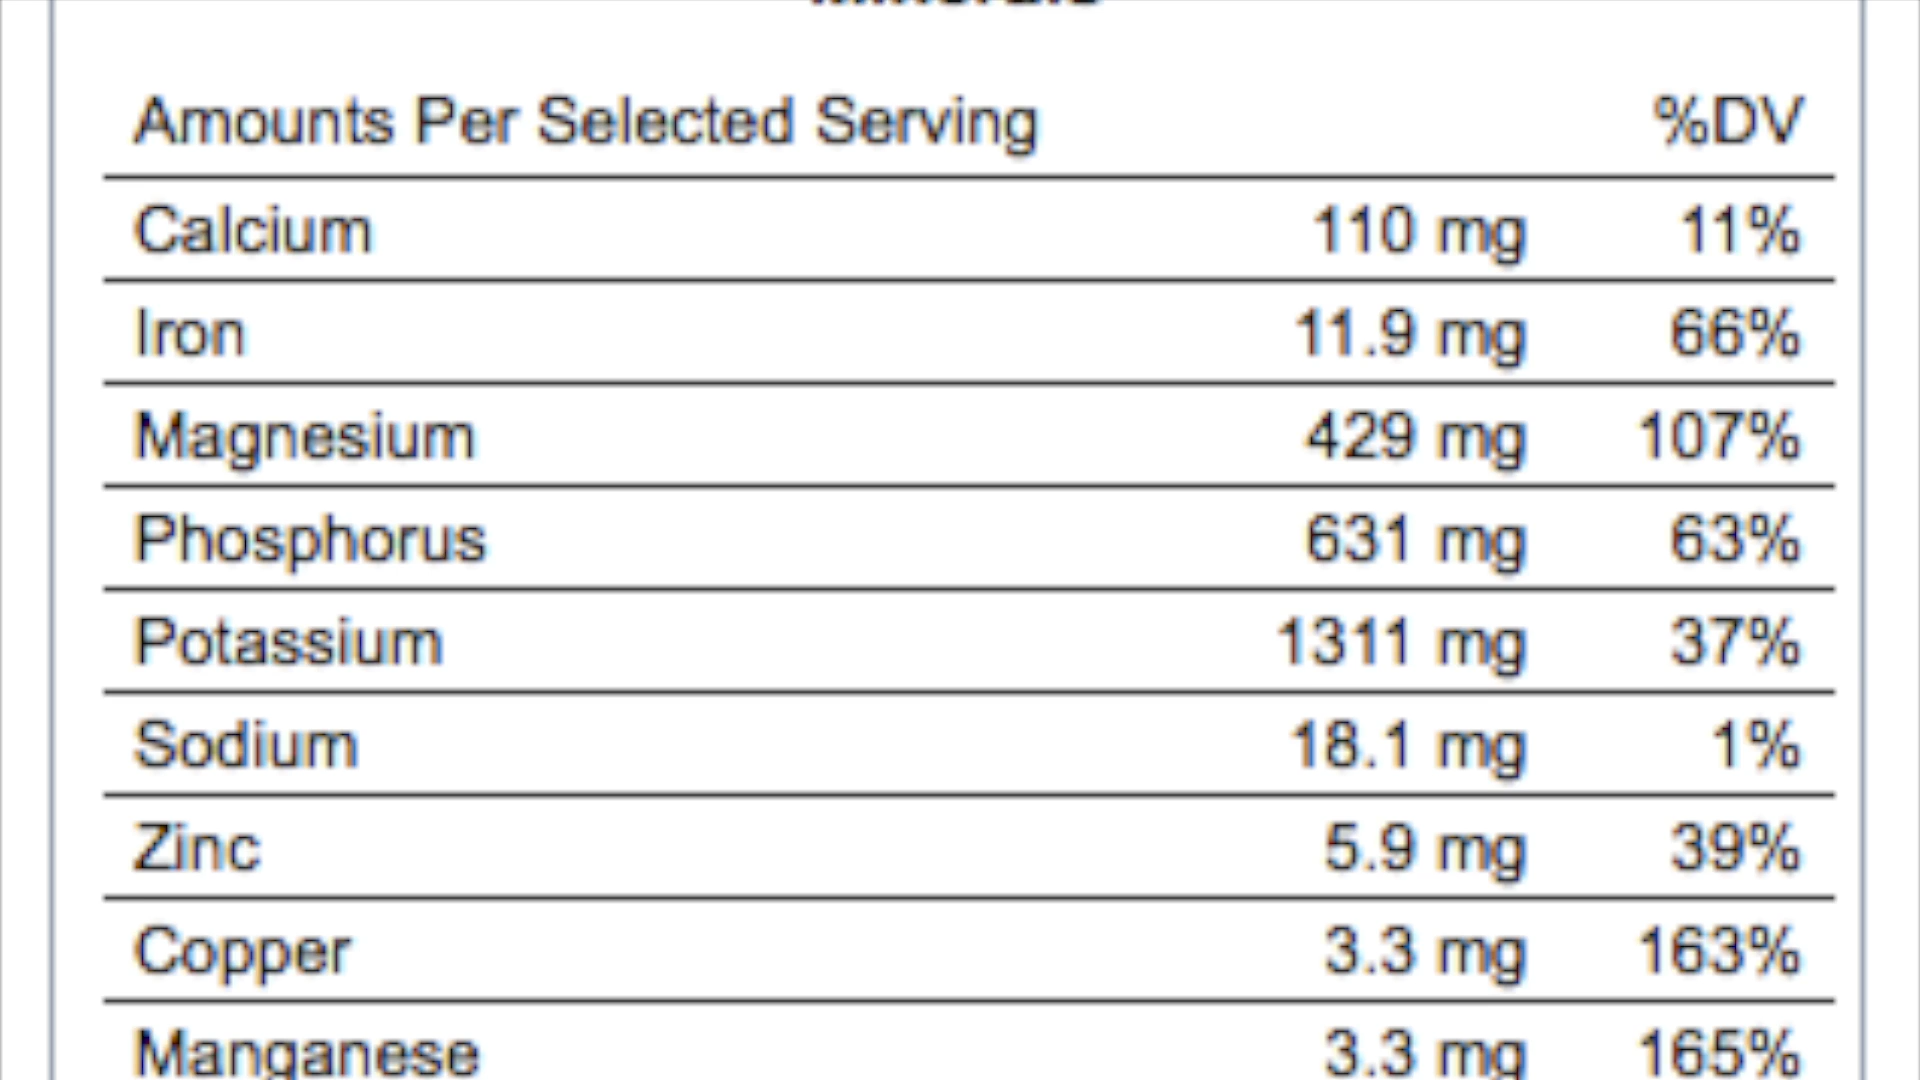 Amounts Per Selected Serving %DV
Calcium 110 mg 11%
Iron 11.9 mg 66%
Magnesium 429 mg 107%
Phosphorus 631 mg 63%
Potassium 1311 mg 37%
Sodium 18.1 mg 1%
Zinc 5.9 mg 39%
Copper 3.3 mg 163%
Manganese 3.3 mg 165%